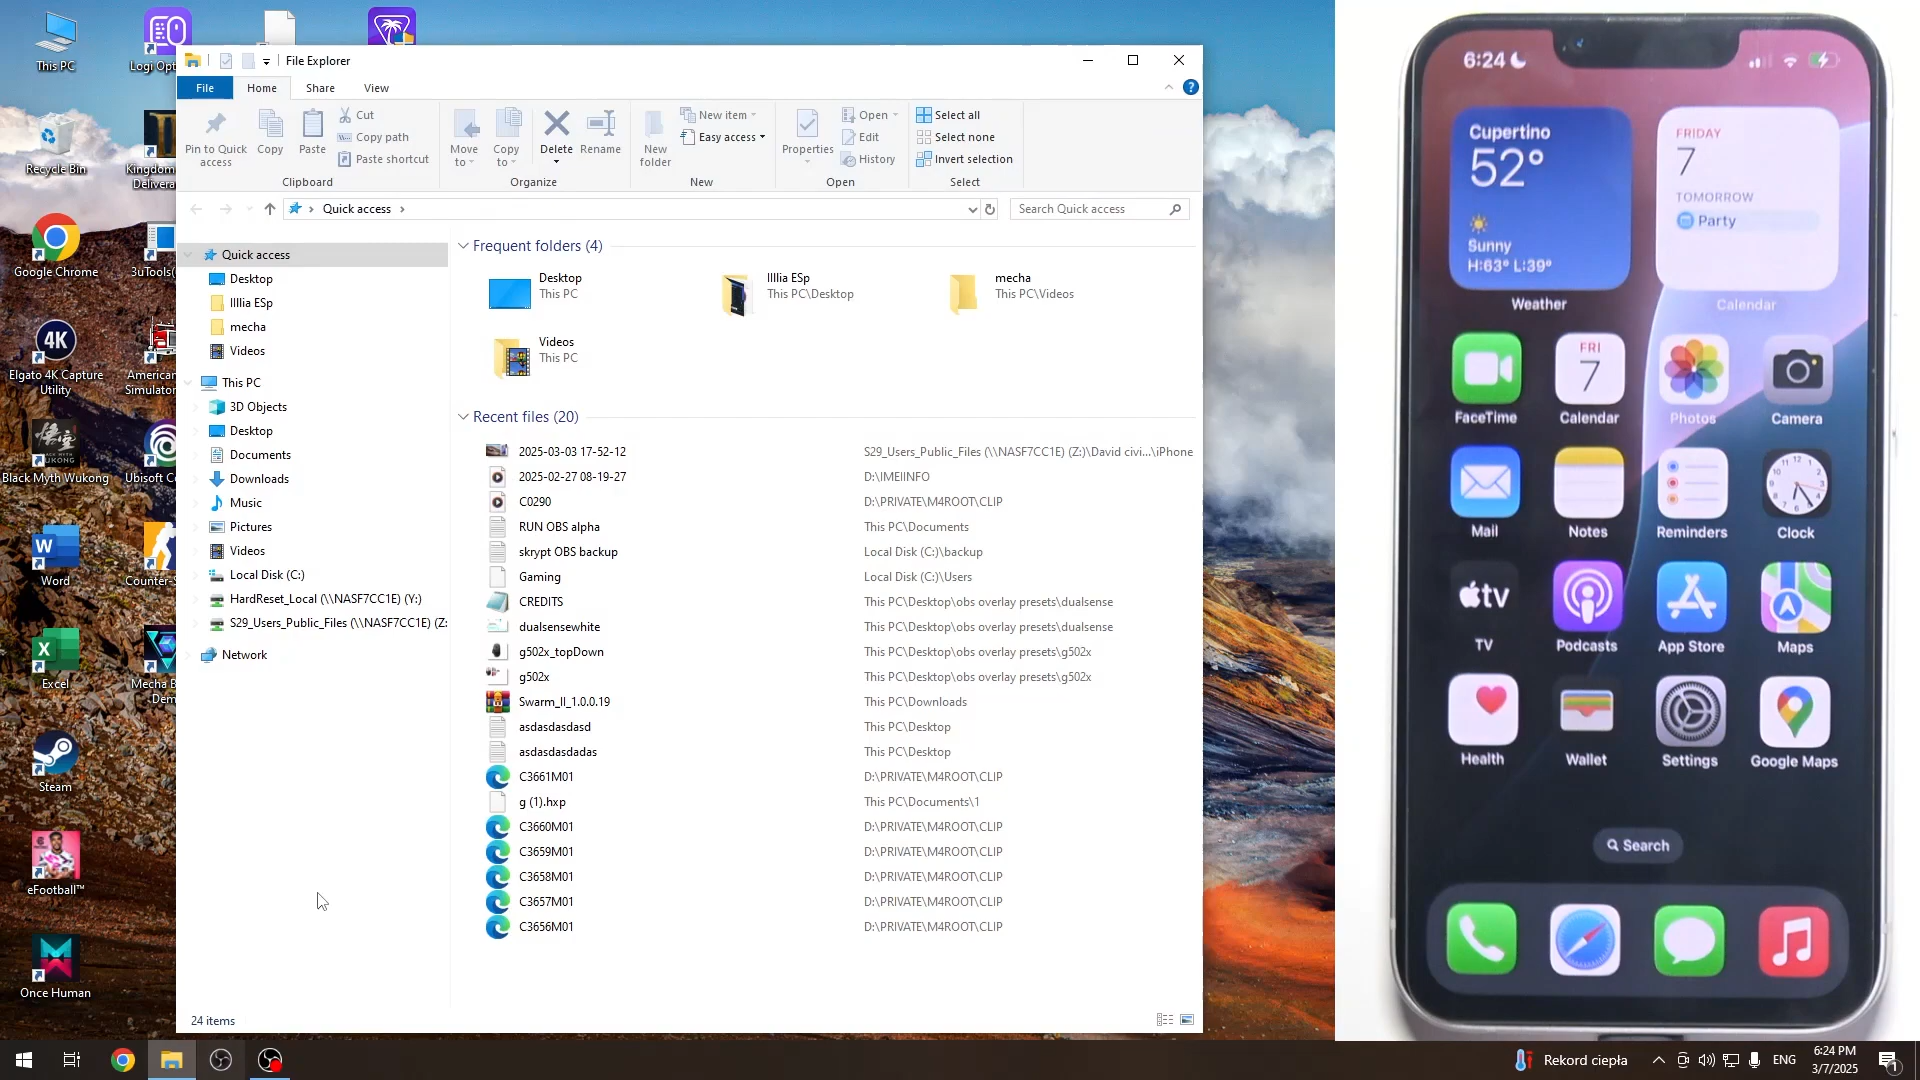 This PC
Logi Opt
Recycle Bin
Kingdom
Delivera
Google Chrome
3uTools(
Elgato 4K Capture
Utility
American
Simulator
Black Myth Wukong
Ubisoft Co
Word
Counter-S
Excel
Mecha B
Dem
Steam
eFootball™
Once Human
File Explorer
File
Home
Share
View
Pin to Quick
access
Copy
Paste
Cut
Copy path
Paste shortcut
Clipboard
Move
to
Copy
to
Delete
Rename
Organize
New
folder
New item
Easy access
New
Properties
Open
Edit
History
Open
Select all
Select none
Invert selection
Select
Quick access
Search Quick access
Quick access
Desktop
Illlia ESp
mecha
Videos
This PC
3D Objects
Desktop
Documents
Downloads
Music
Pictures
Videos
Local Disk (C:)
HardReset_Local (\\NASF7CC1E) (Y:)
S29_Users_Public_Files (\\NASF7CC1E) (Z:
Network
Frequent folders (4)
Desktop
This PC
Illlia ESp
This PC\Desktop
mecha
This PC\Videos
Videos
This PC
Recent files (20)
2025-03-03 17-52-12 S29_Users_Public_Files (\\NASF7CC1E) (Z:)\David civi...\iPhone
2025-02-27 08-19-27 D:\IMEIINFO
C0290 D:\PRIVATE\M4ROOT\CLIP
RUN OBS alpha This PC\Documents
skrypt OBS backup Local Disk (C:)\backup
Gaming Local Disk (C:)\Users
CREDITS This PC\Desktop\obs overlay presets\dualsense
dualsensewhite This PC\Desktop\obs overlay presets\dualsense
g502x_topDown This PC\Desktop\obs overlay presets\g502x
g502x This PC\Desktop\obs overlay presets\g502x
Swarm_II_1.0.0.19 This PC\Downloads
asdasdasdasd This PC\Desktop
asdasdasdadas This PC\Desktop
C3661M01 D:\PRIVATE\M4ROOT\CLIP
g (1).hxp This PC\Documents\1
C3660M01 D:\PRIVATE\M4ROOT\CLIP
C3659M01 D:\PRIVATE\M4ROOT\CLIP
C3658M01 D:\PRIVATE\M4ROOT\CLIP
C3657M01 D:\PRIVATE\M4ROOT\CLIP
C3656M01 D:\PRIVATE\M4ROOT\CLIP
24 items
6:24
Cupertino
52°
Sunny
H:63° L:39°
Weather
FRIDAY
7
TOMORROW
Party
Calendar
FRI
7
FaceTime
Calendar
Photos
Camera
Mail
Notes
Reminders
Clock
tv
TV
Podcasts
App Store
Maps
Health
Wallet
Settings
Google Maps
Search
Rekord ciepła
ENG
6:24 PM
3/7/2025
1